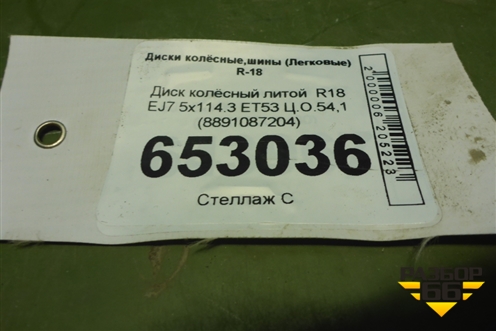 Диски колёсные,шины (Легковые)
R-18
Диск колёсный литой R18
EJ7 5x114.3 ET53 Ц.О.54,1
(8891087204)
653036
Стеллаж С
2000006205223
РАЗБОР
66